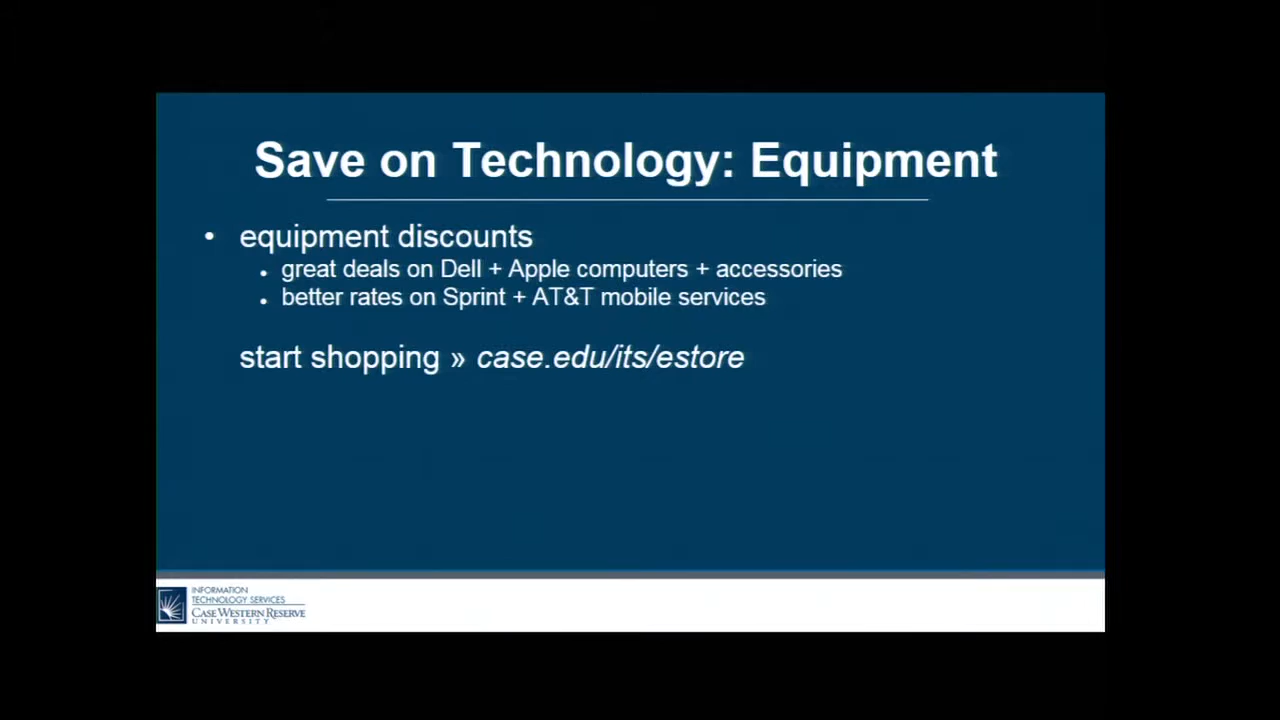 Save on Technology: Equipment
• equipment discounts
• great deals on Dell + Apple computers + accessories
• better rates on Sprint + AT&T mobile services
start shopping » case.edu/its/estore
INFORMATION
TECHNOLOGY SERVICES
CASE WESTERN RESERVE
UNIVERSITY